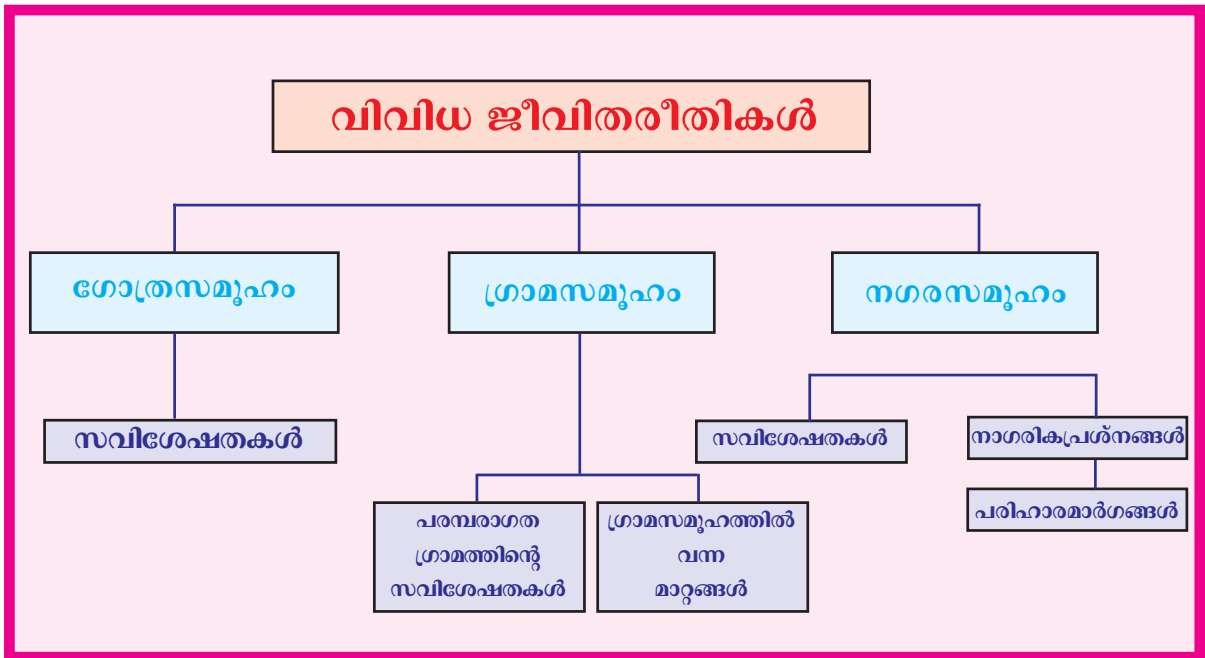 വിവിധ ജീവിതരീതികൾ
ഗോത്രസമൂഹം
ഗ്രാമസമൂഹം
നഗരസമൂഹം
സവിശേഷതകൾ
സവിശേഷതകൾ
നാഗരികപ്രശ്നങ്ങൾ
പരിഹാരമാർഗങ്ങൾ
പരമ്പരാഗത
ഗ്രാമത്തിന്റെ
സവിശേഷതകൾ
ഗ്രാമസമൂഹത്തിൽ
വന്ന
മാറ്റങ്ങൾ